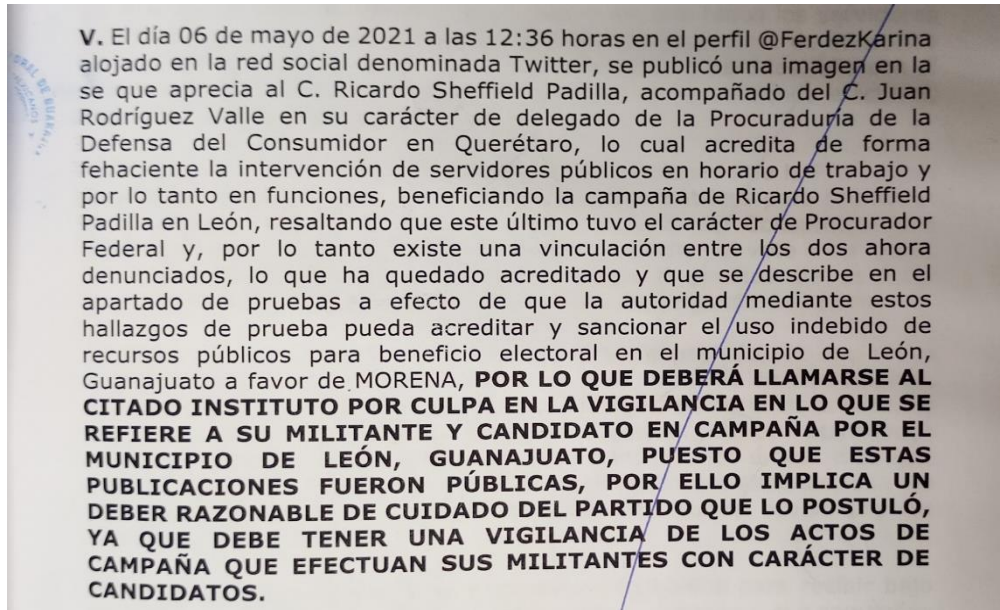 V. El día 06 de mayo de 2021 a las 12:36 horas en el perfil @FerdezKarina
alojado en la red social denominada Twitter, se publicó una imagen en la
se que aprecia al C. Ricardo Sheffield Padilla, acompañado del C. Juan
Rodríguez Valle en su carácter de delegado de la Procuraduría de la
Defensa del Consumidor en Querétaro, lo cual acredita de forma
fehaciente la intervención de servidores públicos en horario de trabajo y
por lo tanto en funciones, beneficiando la campaña de Ricardo Sheffield
Padilla en León, resaltando que este último tuvo el carácter de Procurador
Federal y, por lo tanto existe una vinculación entre los dos ahora
denunciados, lo que ha quedado acreditado y que se describe en el
apartado de pruebas a efecto de que la autoridad mediante estos
hallazgos de prueba pueda acreditar y sancionar el uso indebido de
recursos públicos para beneficio electoral en el municipio de León,
Guanajuato a favor de MORENA, POR LO QUE DEBERÁ LLAMARSE AL
CITADO INSTITUTO POR CULPA EN LA VIGILANCIA EN LO QUE SE
REFIERE A SU MILITANTE Y CANDIDATO EN CAMPAÑA POR EL
MUNICIPIO DE LEÓN, GUANAJUATO, PUESTO QUE ESTAS
PUBLICACIONES FUERON PÚBLICAS, POR ELLO IMPLICA UN
DEBER RAZONABLE DE CUIDADO DEL PARTIDO QUE LO POSTULÓ,
YA QUE DEBE TENER UNA VIGILANCIA DE LOS ACTOS DE
CAMPAÑA QUE EFECTUAN SUS MILITANTES CON CARÁCTER DE
CANDIDATOS.